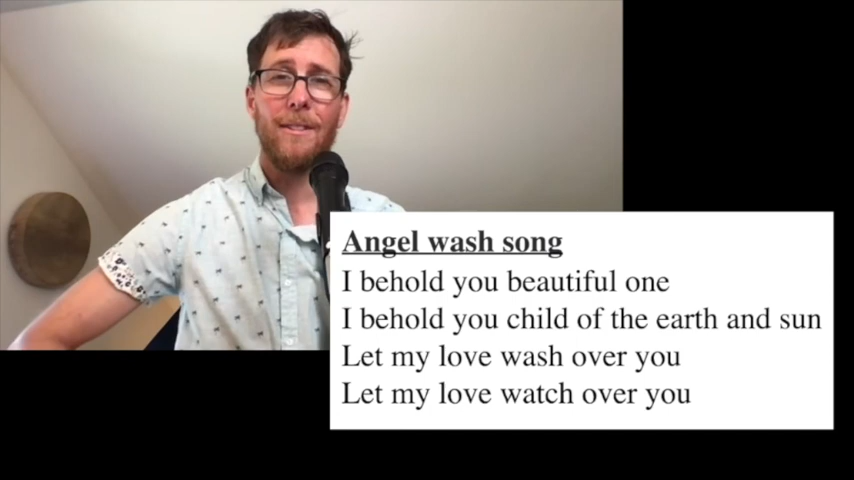 Angel wash song
I behold you beautiful one
I behold you child of the earth and sun
Let my love wash over you
Let my love watch over you